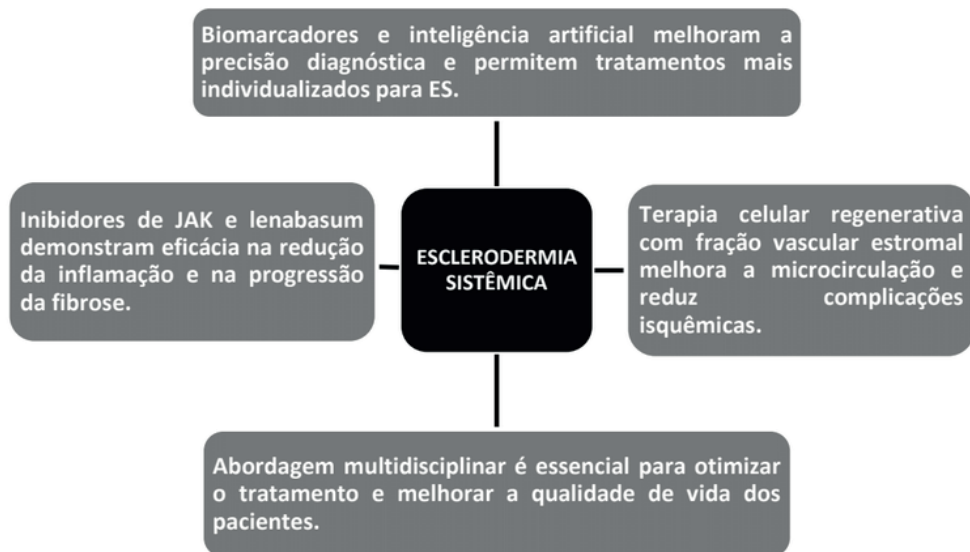 Biomarcadores e inteligência artificial melhoram a
precisão diagnóstica e permitem tratamentos mais
individualizados para ES.
Inibidores de JAK e lenabasum
demonstram eficácia na redução
da inflamação e na progressão
da fibrose.
ESCLERODERMIA
SISTÊMICA
Terapia celular regenerativa
com fração vascular estromal
melhora a microcirculação e
reduz complicações
isquêmicas.
Abordagem multidisciplinar é essencial para otimizar
o tratamento e melhorar a qualidade de vida dos
pacientes.